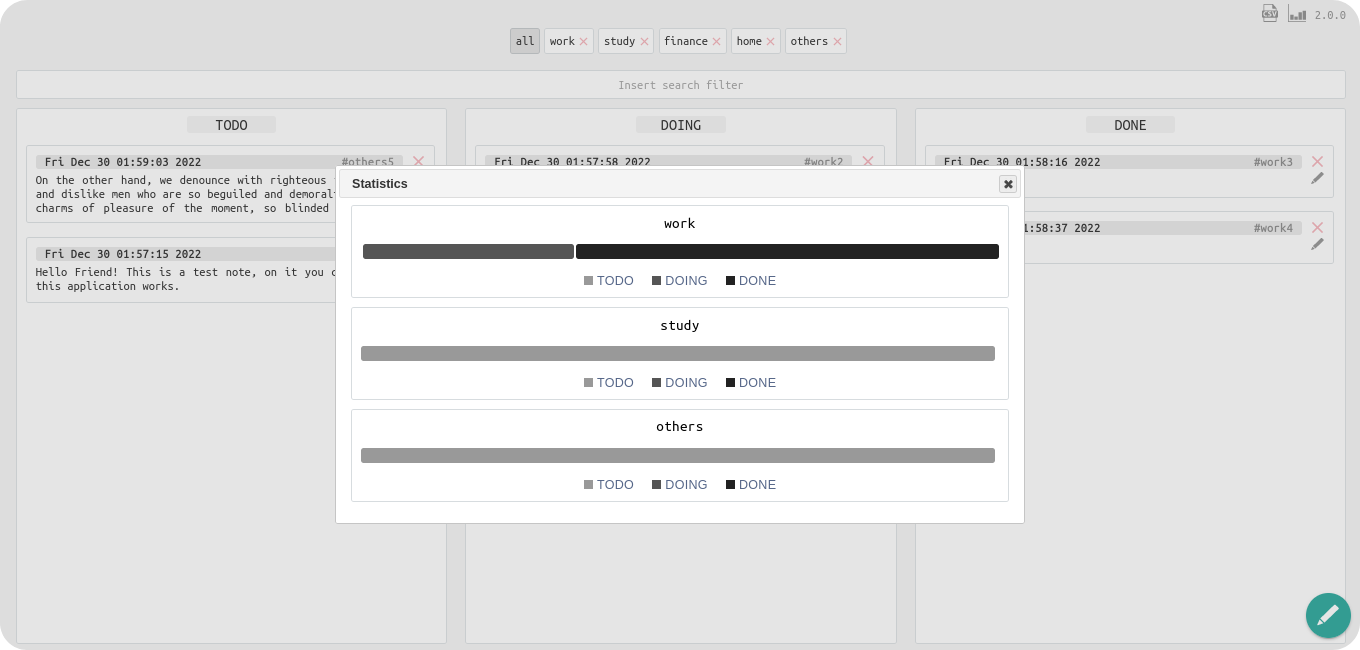 CSV 2.0.0
all work study finance home others
Insert search filter
TODO DOING DONE
Fri Dec 30 01:59:03 2022 #others5
On the other hand, we denounce with righteous
and dislike men who are so beguiled and demoral
charms of pleasure of the moment, so blinded
Fri Dec 30 01:57:15 2022
Hello Friend! This is a test note, on it you
this application works.
Fri Dec 30 01:57:58 2022 #work2
Fri Dec 30 01:58:16 2022 #work3
1:58:37 2022 #work4
Statistics
work
TODO DOING DONE
study
TODO DOING DONE
others
TODO DOING DONE